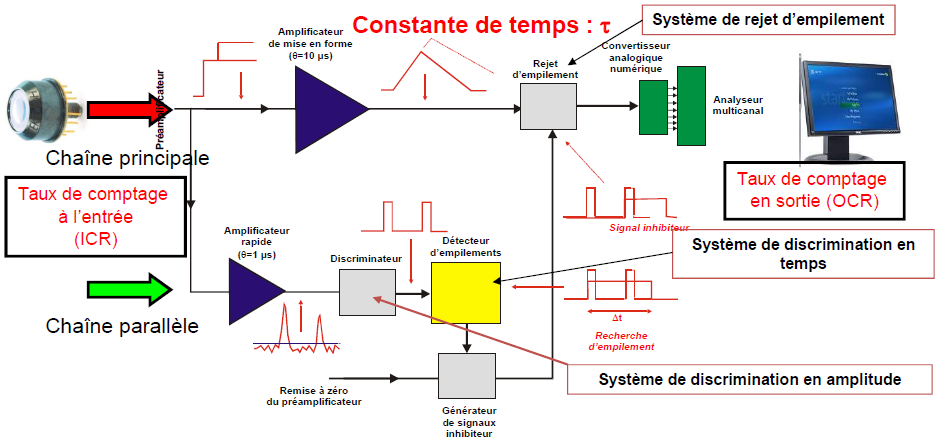 Constante de temps : τ
Système de rejet d'empilement
Amplificateur
de mise en forme
(θ=10 μs)
Rejet
d'empilement
Convertisseur
analogique
numérique
Préamplificateur
Analyseur
multicanal
Chaîne principale
Taux de comptage
à l'entrée
(ICR)
Taux de comptage
en sortie (OCR)
Signal inhibiteur
Amplificateur
rapide
(θ=1 μs)
Discriminateur
Détecteur
d'empilements
Système de discrimination en
temps
Chaîne parallèle
Δt
Recherche
d'empilement
Remise à zéro
du préamplificateur
Système de discrimination en amplitude
Générateur
de signaux
inhibiteur